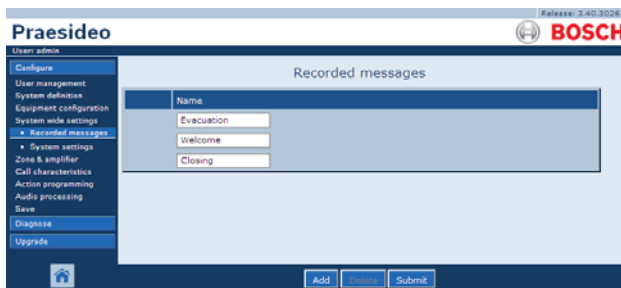 Release: 3.40.3024
Praesideo
BOSCH
User: admin
Configure
User management
System definition
Equipment configuration
System wide settings
• Recorded messages
• System settings
Zone & amplifier
Call characteristics
Action programming
Audio processing
Save
Diagnose
Upgrade
Recorded messages
Name
Evacuation
Welcome
Closing
Add Delete Submit